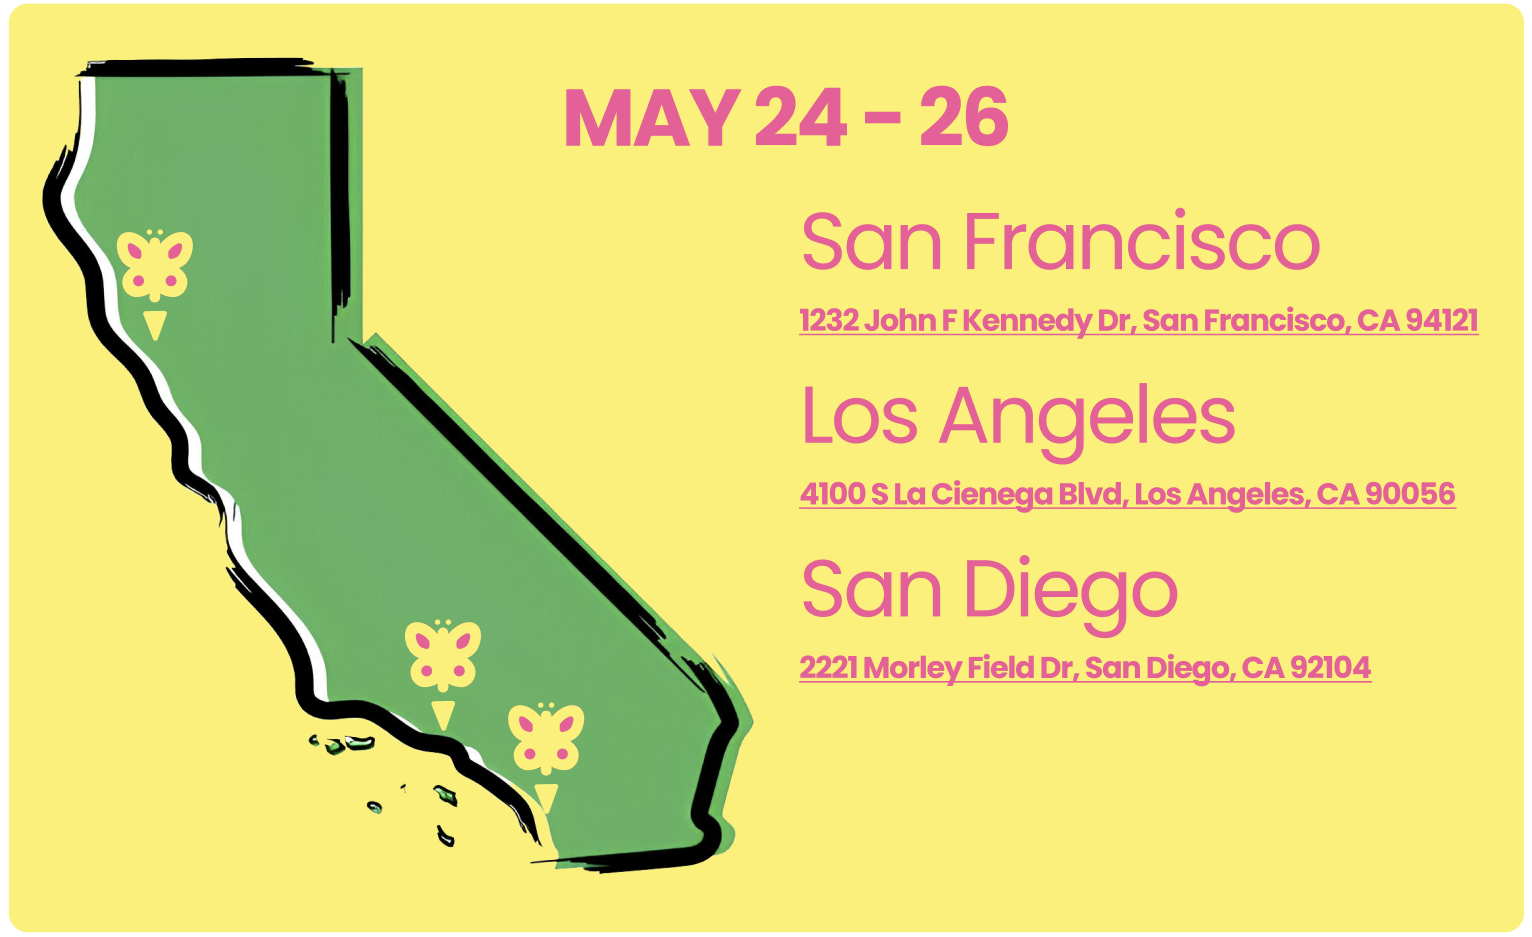 MAY 24 - 26
San Francisco
1232 John F Kennedy Dr, San Francisco, CA 94121
Los Angeles
4100 S La Cienega Blvd, Los Angeles, CA 90056
San Diego
2221 Morley Field Dr, San Diego, CA 92104